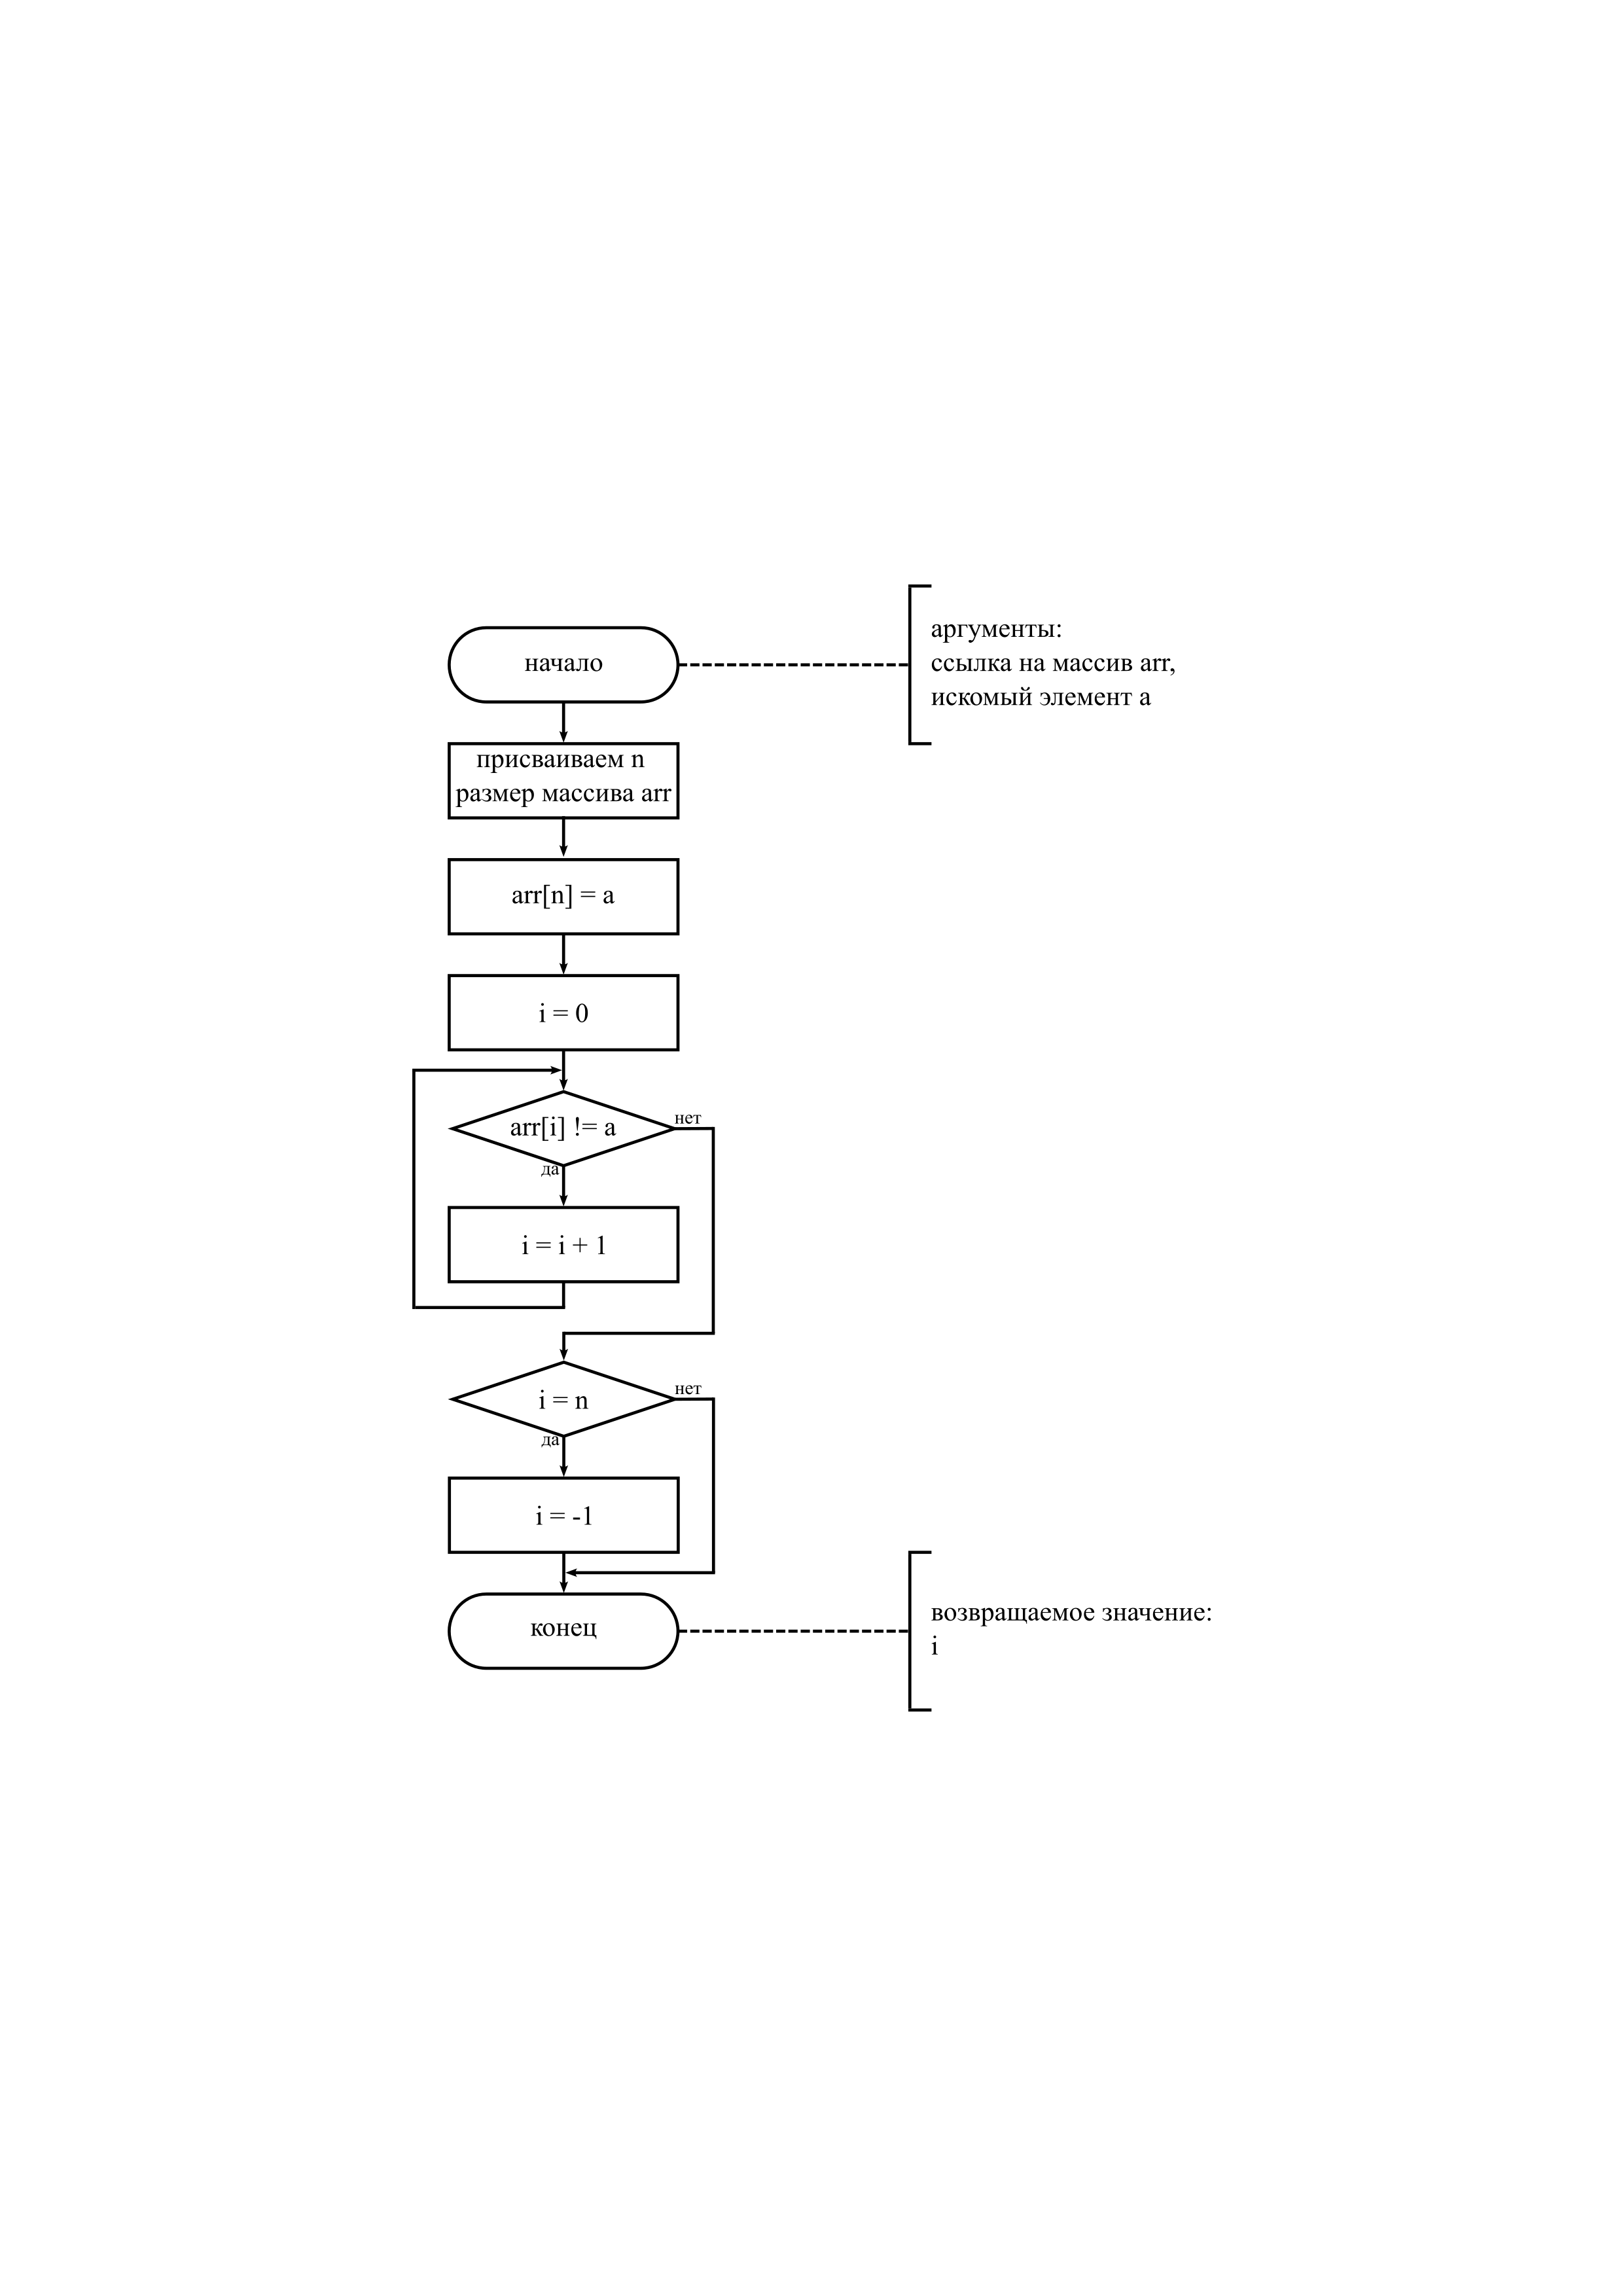 начало
аргументы:
ссылка на массив arr,
искомый элемент a
присваиваем n
размер массива arr
arr[n] = a
i = 0
arr[i] != a
нет
да
i = i + 1
i = n
нет
да
i = -1
конец
возвращаемое значение:
i